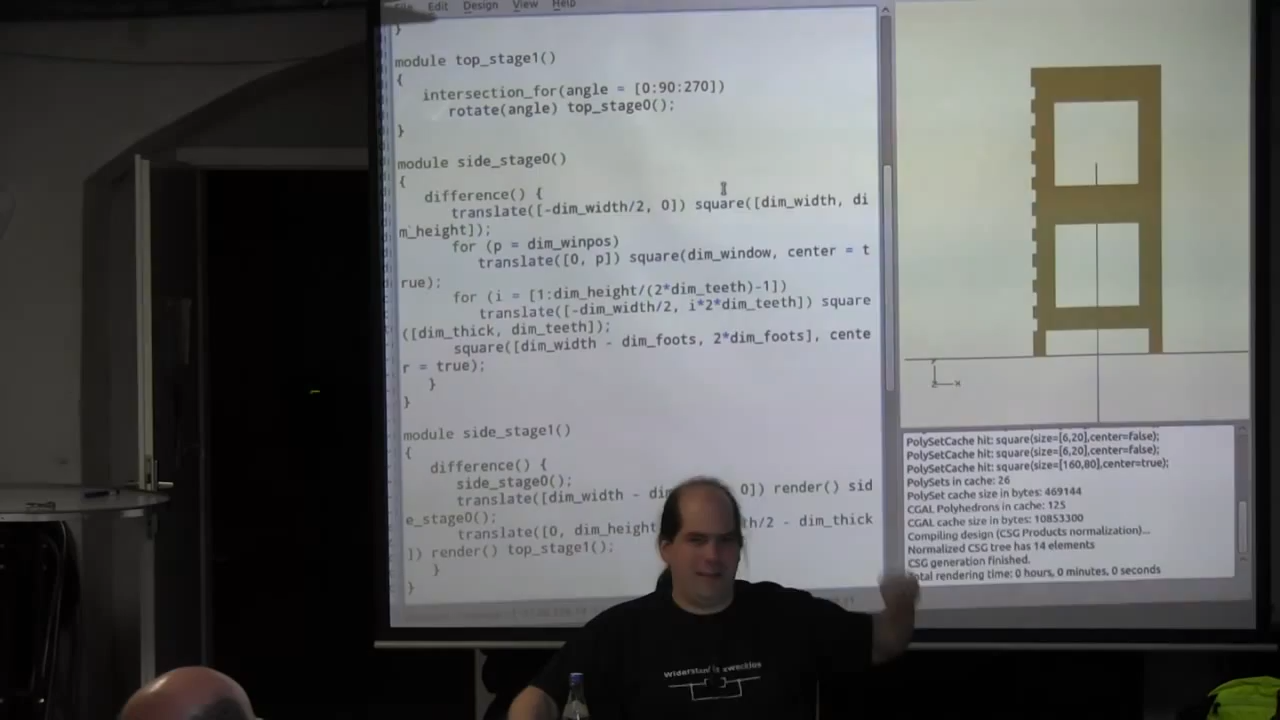 File Edit Design View Help
}
module top_stage1()
{
intersection_for(angle = [0:90:270])
rotate(angle) top_stage0();
}
module side_stage0()
{
difference() {
translate([-dim_width/2, 0]) square([dim_width, di
m_height]);
for (p = dim_winpos)
translate([0, p]) square(dim_window, center = t
rue);
for (i = [1:dim_height/(2*dim_teeth)-1])
translate([-dim_width/2, i*2*dim_teeth]) square
([dim_thick, dim_teeth]);
square([dim_width - dim_foots, 2*dim_foots], cente
r = true);
}
}
module side_stage1()
{
difference() {
side_stage0();
translate([dim_width - 0]) render() sid
e_stage0();
translate([0, dim_height /2 - dim_thick
]) render() top_stage1();
}
}
PolySetCache hit: square(size=[6,20],center=false);
PolySetCache hit: square(size=[6,20],center=false);
PolySetCache hit: square(size=[160,80],center=true);
PolySets in cache: 26
PolySet cache size in bytes: 469144
CGAL Polyhedrons in cache: 125
CGAL cache size in bytes: 10853300
Compiling design (CSG Products normalization)...
Normalized CSG tree has 14 elements
CSG generation finished.
Total rendering time: 0 hours, 0 minutes, 0 seconds
x
zwecklos